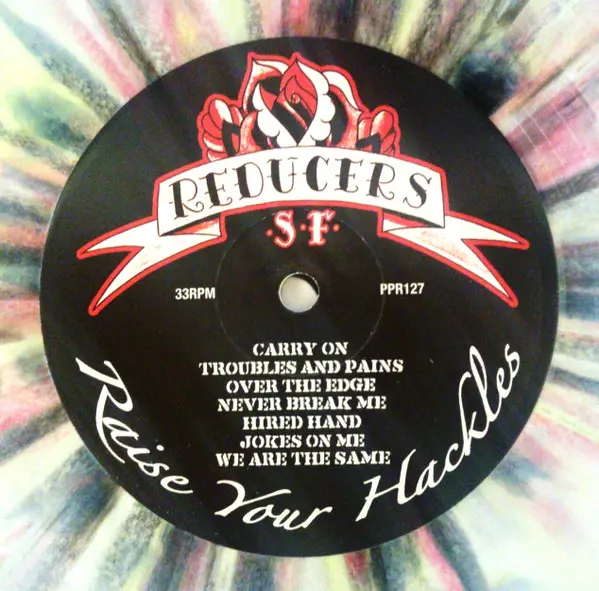 REDUCERS
·S·F·
33RPM
PPR127
CARRY ON
TROUBLES AND PAINS
OVER THE EDGE
NEVER BREAK ME
HIRED HAND
JOKES ON ME
WE ARE THE SAME
Raise Your Hackles